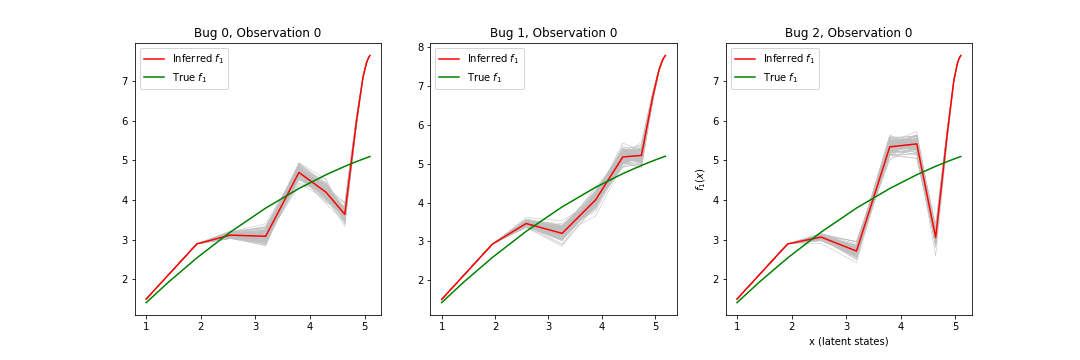 Bug 0, Observation 0
Inferred f₁
True f₁
7
6
5
4
3
2
1 2 3 4 5
Bug 1, Observation 0
Inferred f₁
True f₁
8
7
6
5
4
3
2
1 2 3 4 5
Bug 2, Observation 0
Inferred f₁
True f₁
f₁(x)
7
6
5
4
3
2
1 2 3 4 5
x (latent states)